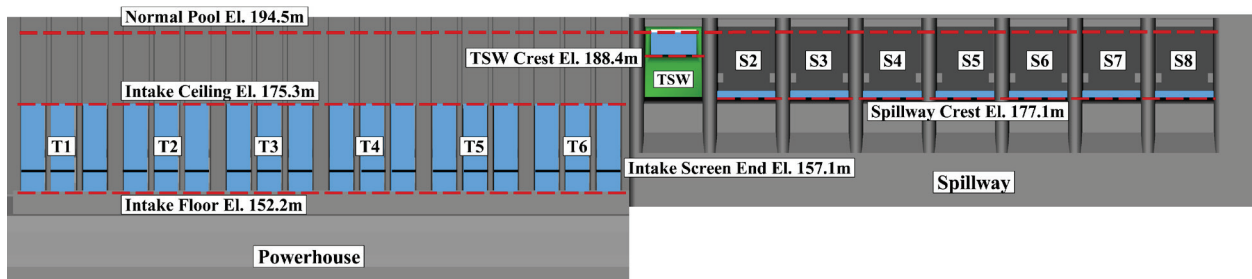 Normal Pool El. 194.5m
TSW Crest El. 188.4m
TSW
S2
S3
S4
S5
S6
S7
S8
Intake Ceiling El. 175.3m
Spillway Crest El. 177.1m
T1
T2
T3
T4
T5
T6
Intake Screen End El. 157.1m
Spillway
Intake Floor El. 152.2m
Powerhouse